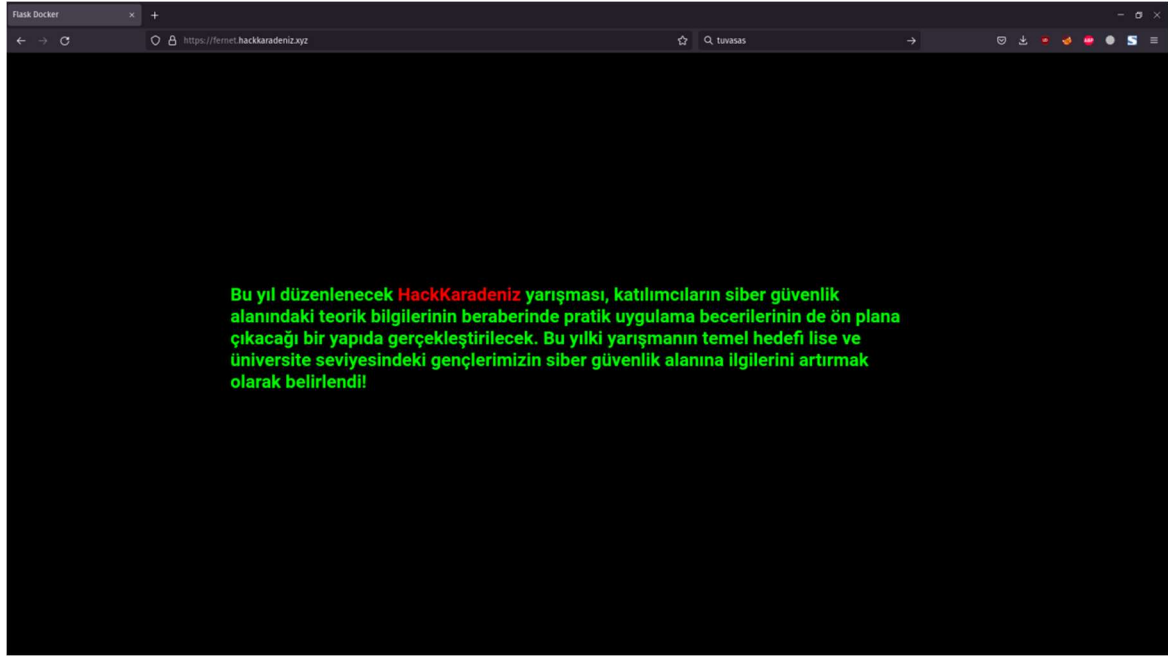 Flask Docker
https://fernet.hackkaradeniz.xyz
tuvasas
Bu yıl düzenlenecek HackKaradeniz yarışması, katılımcıların siber güvenlik
alanındaki teorik bilgilerinin beraberinde pratik uygulama becerilerinin de ön plana
çıkacağı bir yapıda gerçekleştirilecek. Bu yılki yarışmanın temel hedefi lise ve
üniversite seviyesindeki gençlerimizin siber güvenlik alanına ilgilerini artırmak
olarak belirlendi!